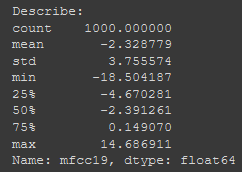 Describe:
count    1000.000000
mean       -2.328779
std         3.755574
min       -18.504187
25%        -4.670281
50%        -2.391261
75%         0.149070
max        14.686911
Name: mfcc19, dtype: float64